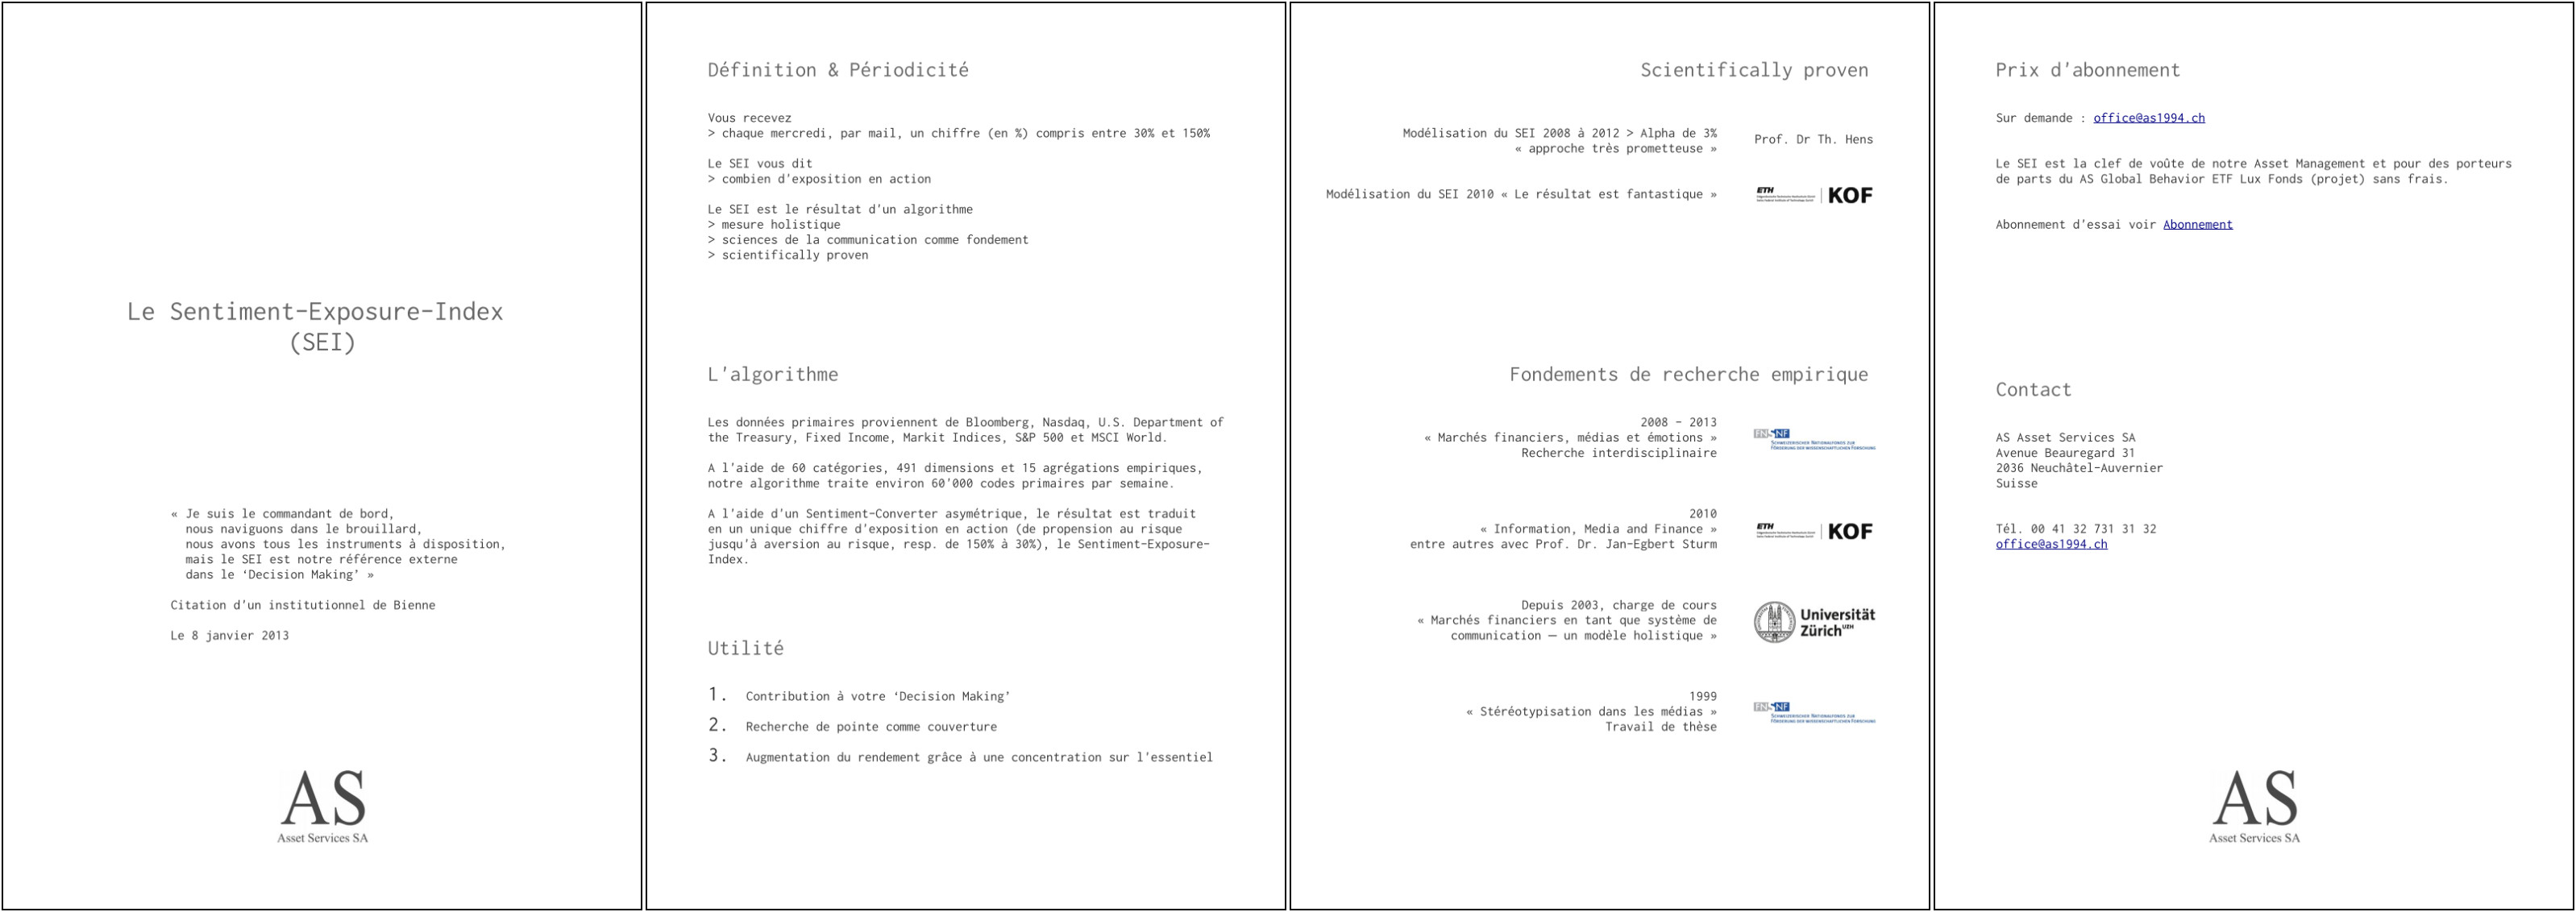 Le Sentiment-Exposure-Index
(SEI)
« Je suis le commandant de bord,
nous naviguons dans le brouillard,
nous avons tous les instruments à disposition,
mais le SEI est notre référence externe
dans le ‘Decision Making’ »
Citation d'un institutionnel de Bienne
Le 8 janvier 2013
AS
Asset Services SA
Définition & Périodicité
Vous recevez
> chaque mercredi, par mail, un chiffre (en %) compris entre 30% et 150%
Le SEI vous dit
> combien d'exposition en action
Le SEI est le résultat d'un algorithme
> mesure holistique
> sciences de la communication comme fondement
> scientifically proven
L'algorithme
Les données primaires proviennent de Bloomberg, Nasdaq, U.S. Department of
the Treasury, Fixed Income, Markit Indices, S&P 500 et MSCI World.
A l'aide de 60 catégories, 491 dimensions et 15 agrégations empiriques,
notre algorithme traite environ 60'000 codes primaires par semaine.
A l'aide d'un Sentiment-Converter asymétrique, le résultat est traduit
en un unique chiffre d'exposition en action (de propension au risque
jusqu'à aversion au risque, resp. de 150% à 30%), le Sentiment-Exposure-
Index.
Utilité
1. Contribution à votre ‘Decision Making’
2. Recherche de pointe comme couverture
3. Augmentation du rendement grâce à une concentration sur l'essentiel
Scientifically proven
Modélisation du SEI 2008 à 2012 > Alpha de 3%
« approche très prometteuse »
Prof. Dr Th. Hens
Modélisation du SEI 2010 « Le résultat est fantastique »
ETH
KOF
Fondements de recherche empirique
2008 - 2013
« Marchés financiers, médias et émotions »
Recherche interdisciplinaire
FNSNF
Schweizerischer Nationalfonds zur
Förderung der wissenschaftlichen Forschung
2010
« Information, Media and Finance »
entre autres avec Prof. Dr. Jan-Egbert Sturm
ETH
KOF
Depuis 2003, charge de cours
« Marchés financiers en tant que système de
communication — un modèle holistique »
Universität
Zürich UZH
1999
« Stéréotypisation dans les médias »
Travail de thèse
FNSNF
Schweizerischer Nationalfonds zur
Förderung der wissenschaftlichen Forschung
Prix d'abonnement
Sur demande : office@as1994.ch
Le SEI est la clef de voûte de notre Asset Management et pour des porteurs
de parts du AS Global Behavior ETF Lux Fonds (projet) sans frais.
Abonnement d'essai voir Abonnement
Contact
AS Asset Services SA
Avenue Beauregard 31
2036 Neuchâtel-Auvernier
Suisse
Tél. 00 41 32 731 31 32
office@as1994.ch
AS
Asset Services SA